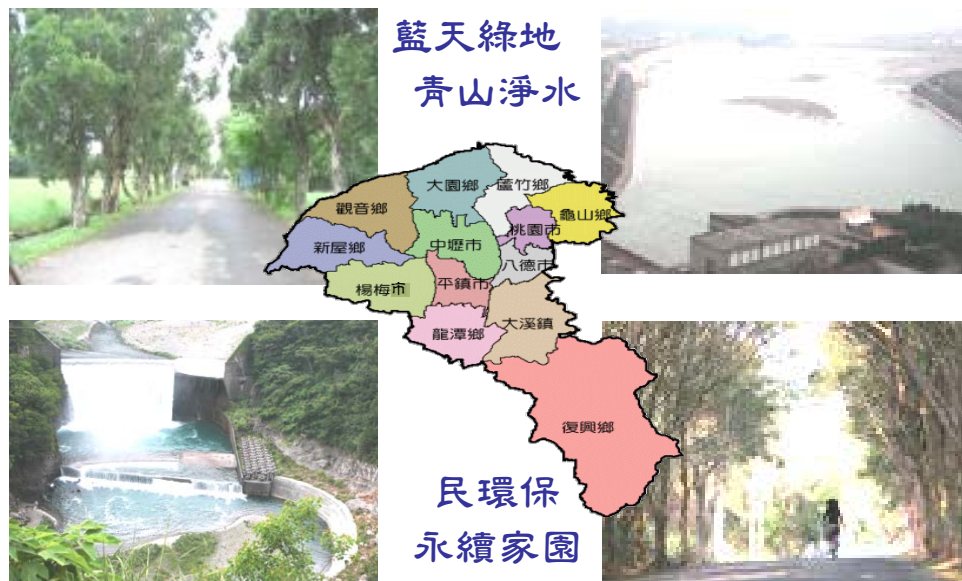 藍天綠地
青山淨水
大園鄉
蘆竹鄉
觀音鄉
龜山鄉
桃園市
新屋鄉
中壢市
八德市
楊梅市
平鎮市
龍潭鄉
大溪鎮
復興鄉
民環保
永續家園